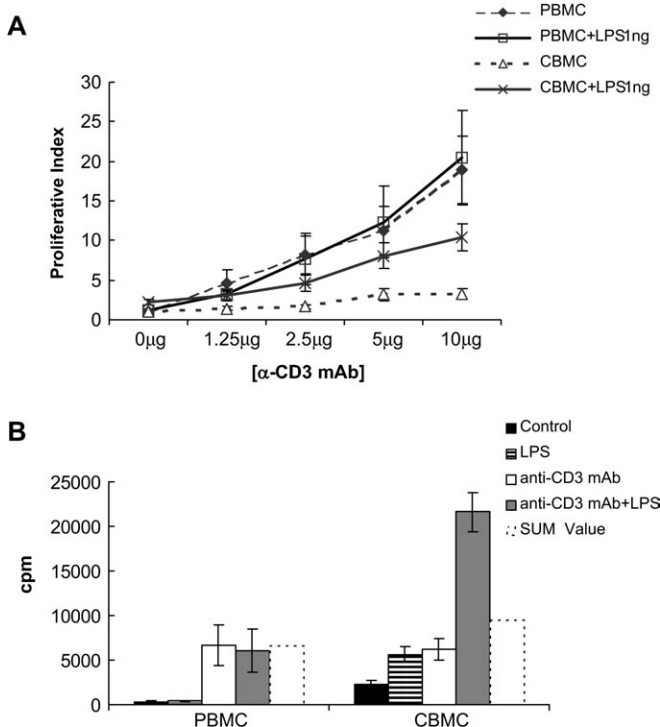 A
PBMC
PBMC+LPS1ng
CBMC
CBMC+LPS1ng
30
25
20
15
10
5
0
Proliferative Index
0µg 1.25µg 2.5µg 5µg 10µg
[α-CD3 mAb]
B
Control
LPS
anti-CD3 mAb
anti-CD3 mAb+LPS
SUM Value
25000
20000
15000
10000
5000
0
cpm
PBMC CBMC